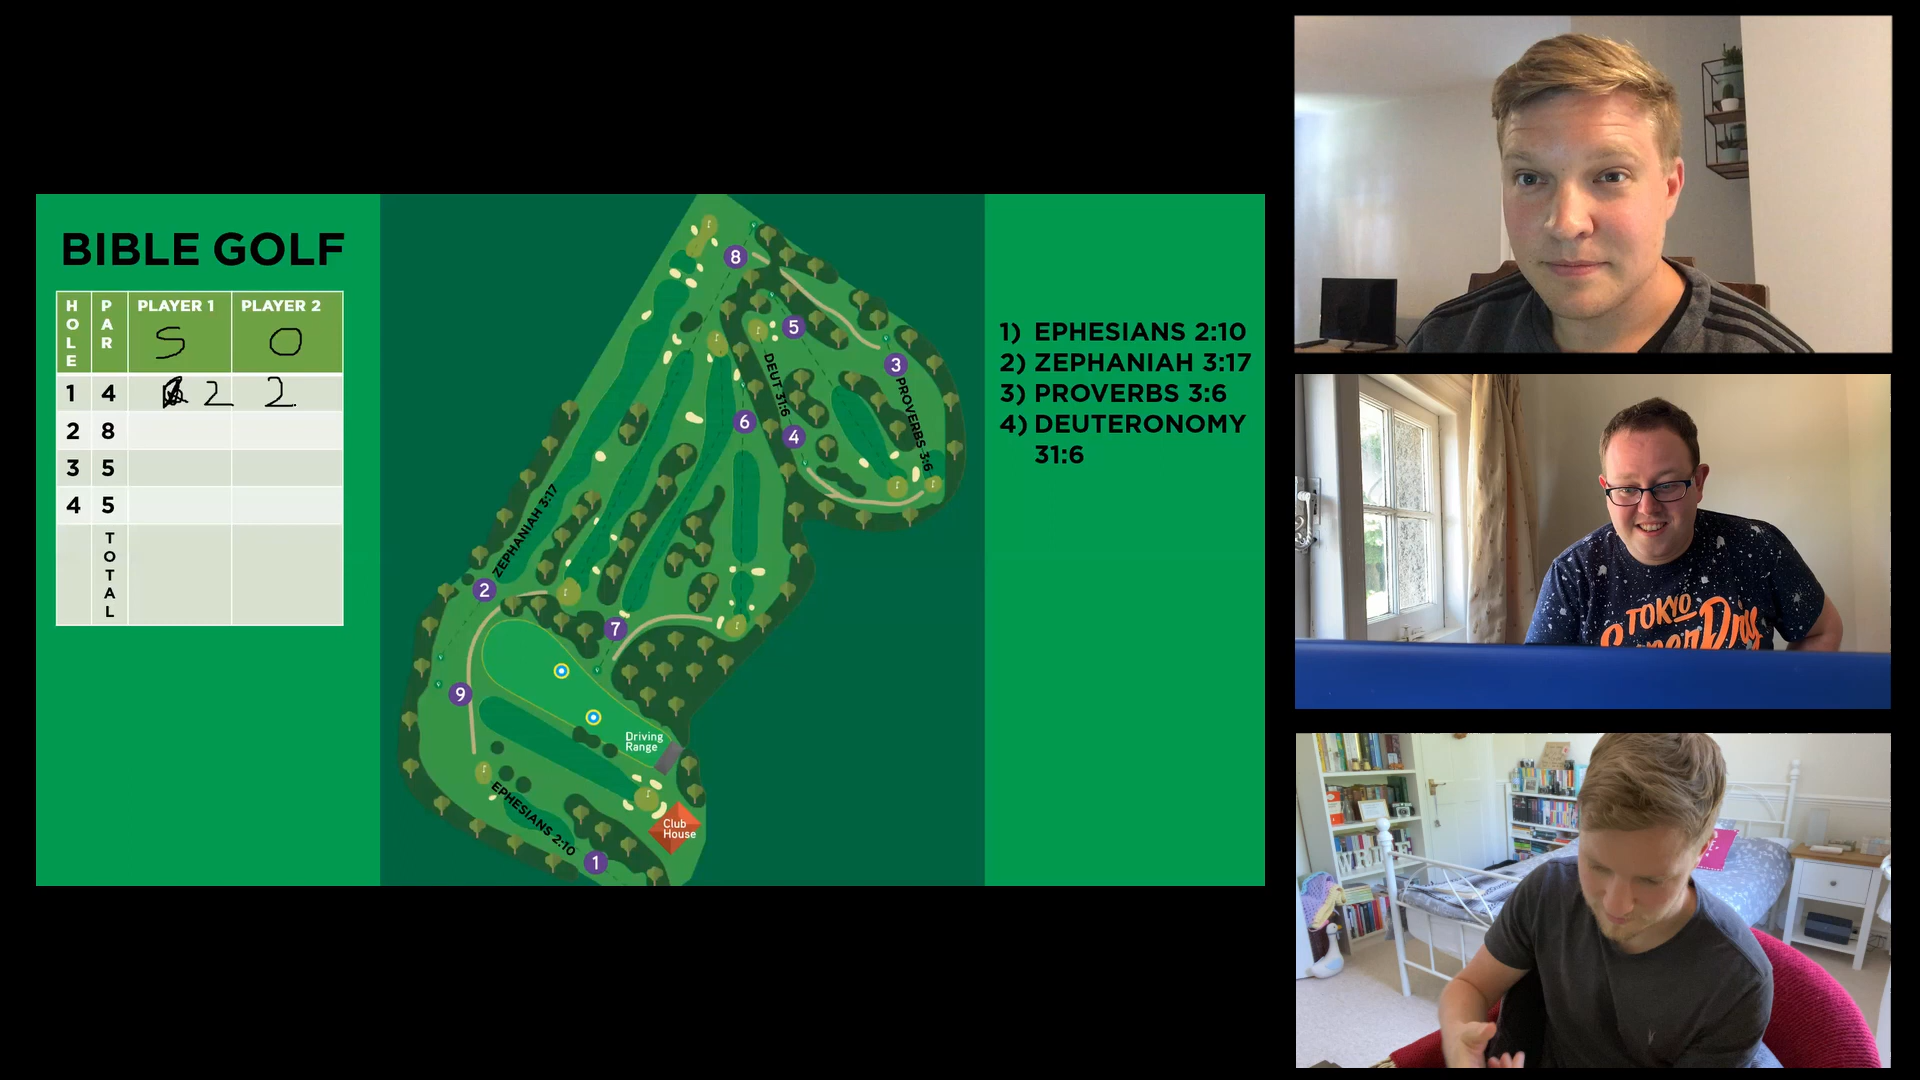 BIBLE GOLF
HOLE PAR PLAYER 1 PLAYER 2
S O
1 4 2 2
2 8
3 5
4 5
TOTAL
8
5
3
DEUT 31:6
PROVERBS 3:6
6
4
ZEPHANIAH 3:17
2
7
9
Driving
Range
EPHESIANS 2:10
Club
House
1
1) EPHESIANS 2:10
2) ZEPHANIAH 3:17
3) PROVERBS 3:6
4) DEUTERONOMY
31:6
TOKYO
SuperDry
WRITE